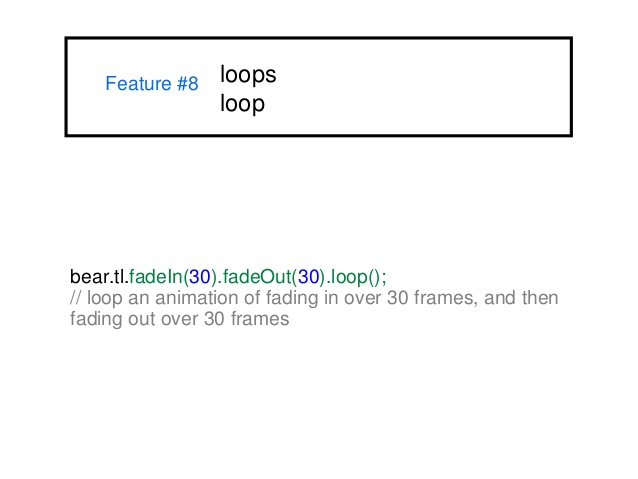 Feature #8
loops
loop
bear.tl.fadeIn(30).fadeOut(30).loop();
// loop an animation of fading in over 30 frames, and then
fading out over 30 frames